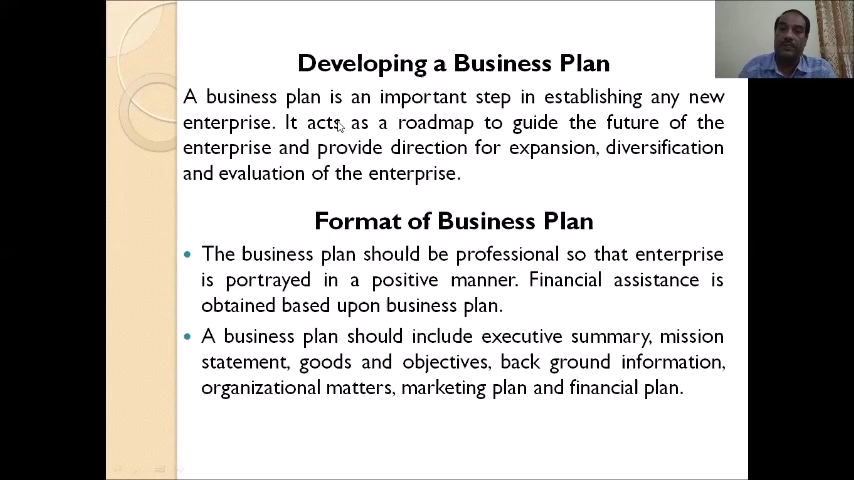 Developing a Business Plan
A business plan is an important step in establishing any new
enterprise. It acts as a roadmap to guide the future of the
enterprise and provide direction for expansion, diversification
and evaluation of the enterprise.
Format of Business Plan
• The business plan should be professional so that enterprise
is portrayed in a positive manner. Financial assistance is
obtained based upon business plan.
• A business plan should include executive summary, mission
statement, goods and objectives, back ground information,
organizational matters, marketing plan and financial plan.